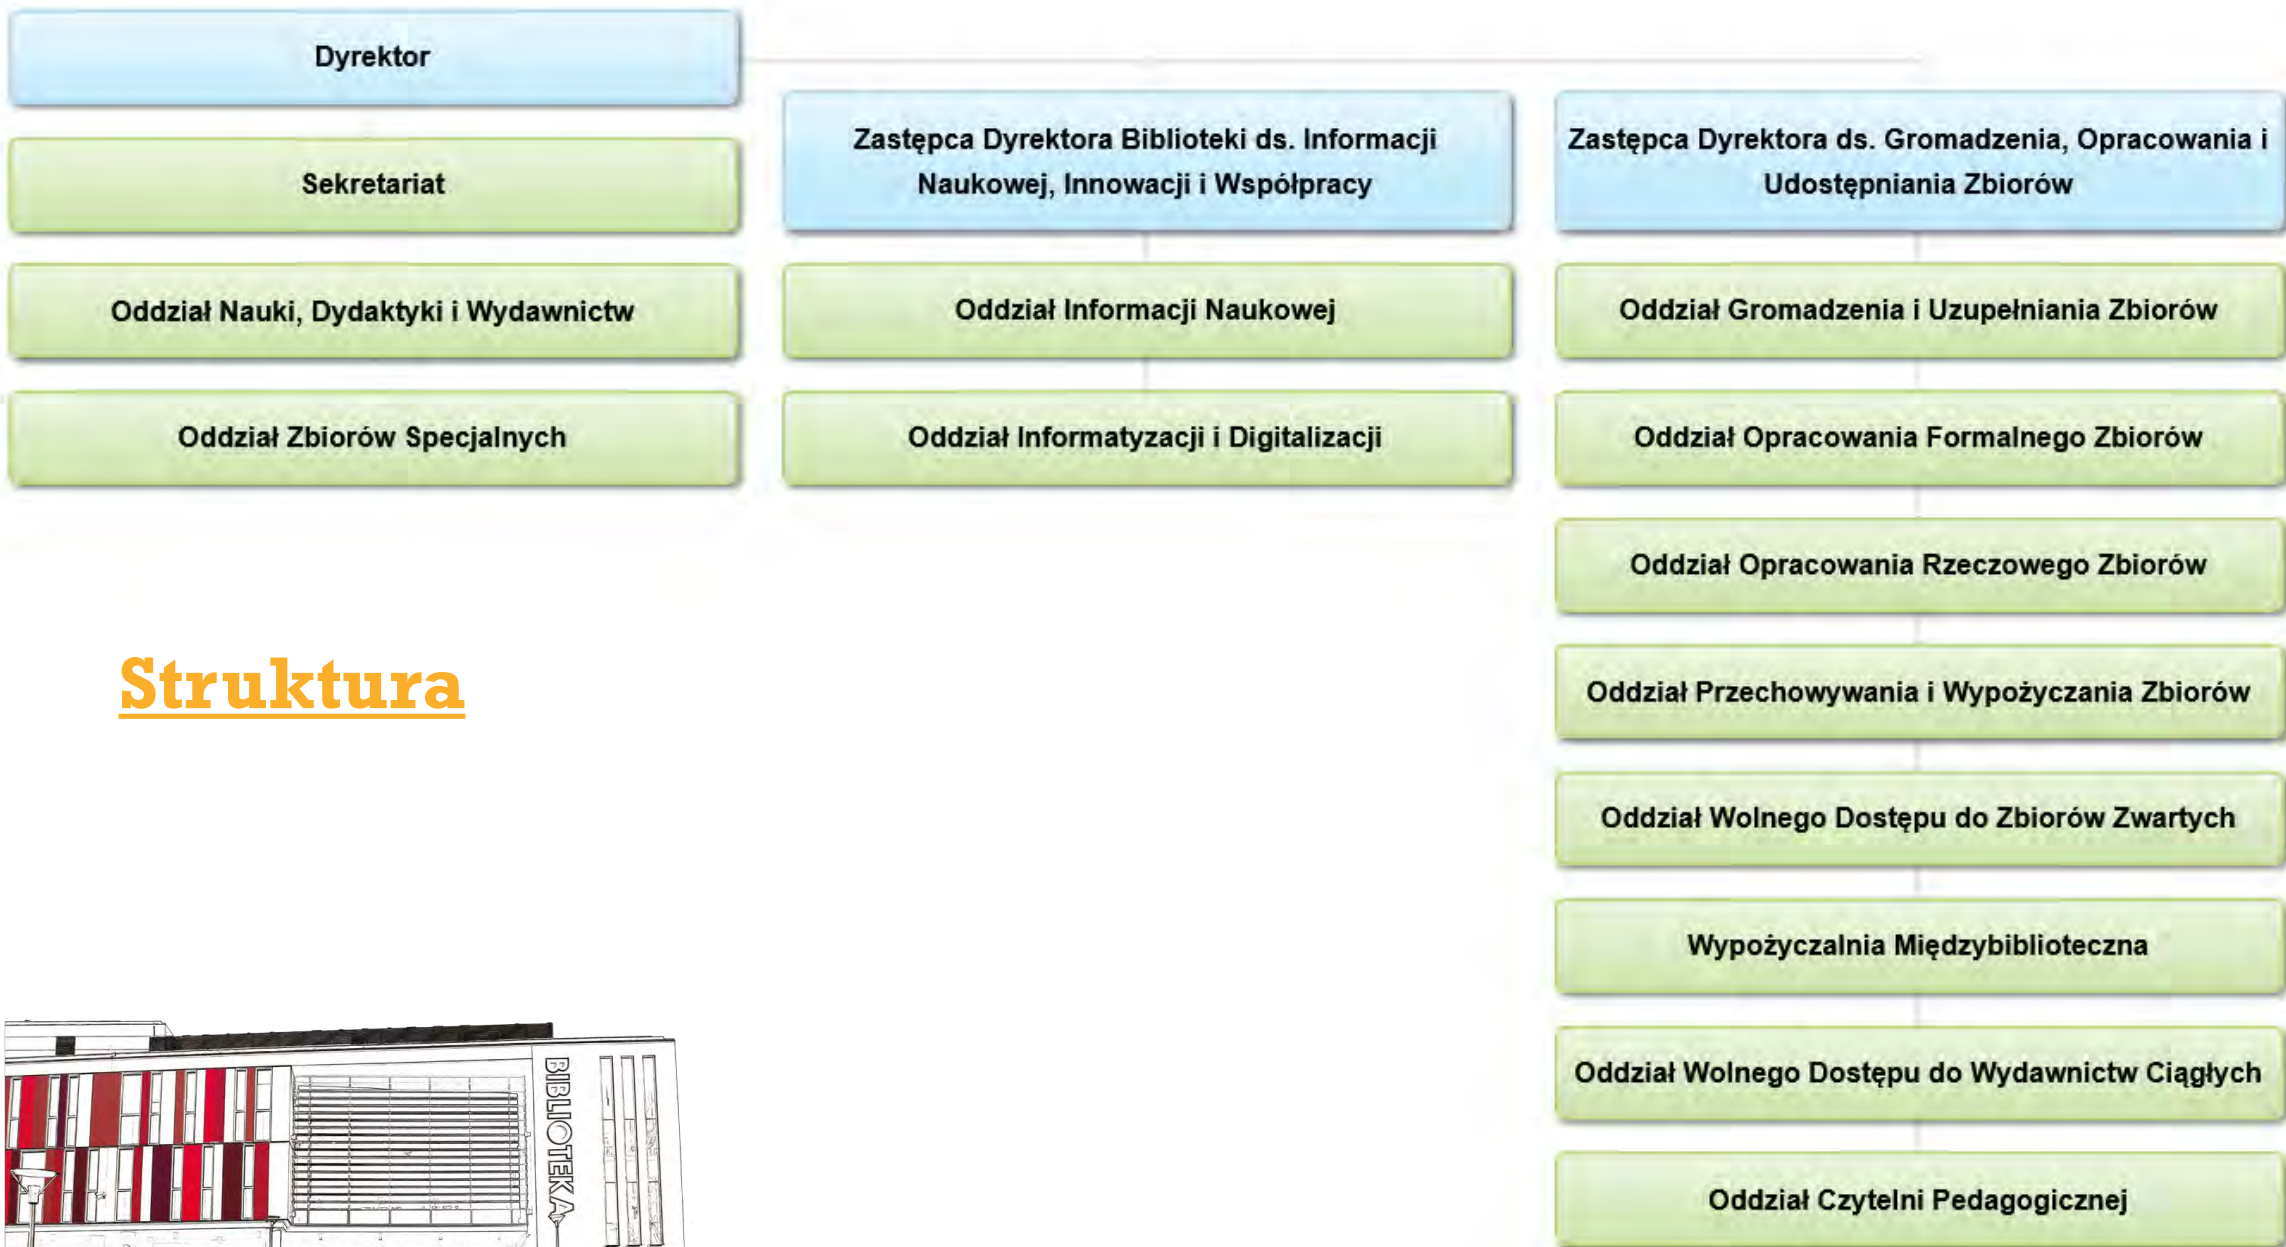 Dyrektor
Sekretariat
Oddział Nauki, Dydaktyki i Wydawnictw
Oddział Zbiorów Specjalnych
Zastępca Dyrektora Biblioteki ds. Informacji
Naukowej, Innowacji i Współpracy
Oddział Informacji Naukowej
Oddział Informatyzacji i Digitalizacji
Zastępca Dyrektora ds. Gromadzenia, Opracowania i
Udostępniania Zbiorów
Oddział Gromadzenia i Uzupełniania Zbiorów
Oddział Opracowania Formalnego Zbiorów
Oddział Opracowania Rzeczowego Zbiorów
Oddział Przechowywania i Wypożyczania Zbiorów
Oddział Wolnego Dostępu do Zbiorów Zwartych
Wypożyczalnia Międzybiblioteczna
Oddział Wolnego Dostępu do Wydawnictw Ciągłych
Oddział Czytelni Pedagogicznej
Struktura
BIBLIOTEKA